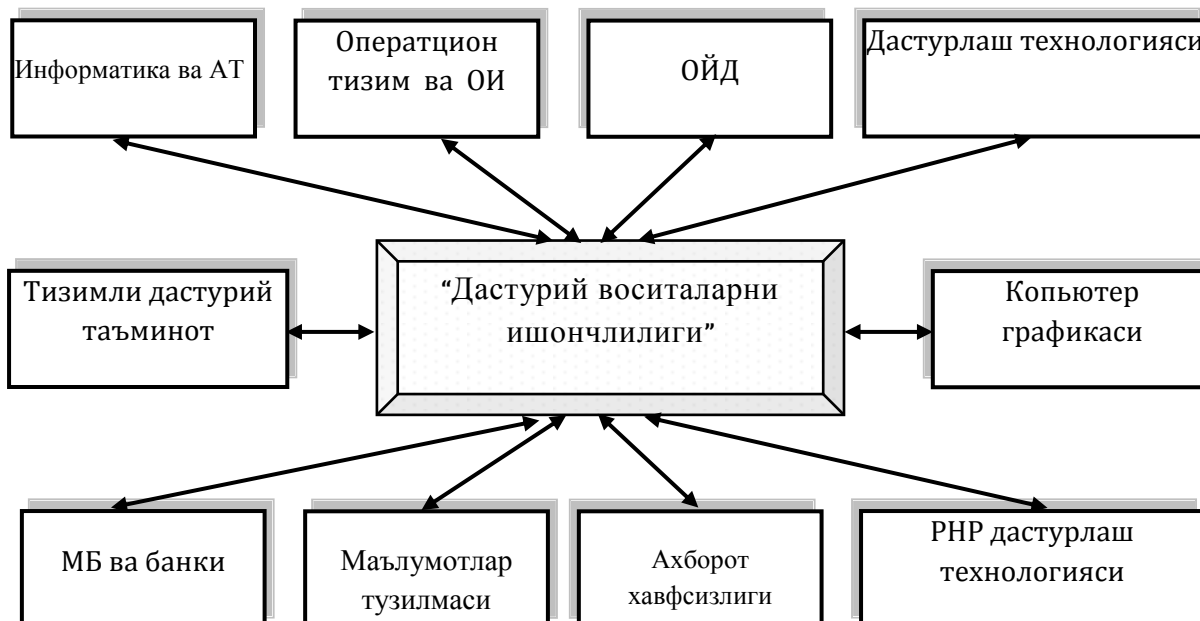 Информатика ва АТ
Оператцион
тизим ва ОИ
ОЙД
Дастурлаш технологияси
Тизимли дастурий
таъминот
“Дастурий воситаларни
ишончлилиги”
Копьютер
графикаси
МБ ва банки
Маълумотлар
тузилмаси
Ахборот
хавфсизлиги
РНР дастурлаш
технологияси